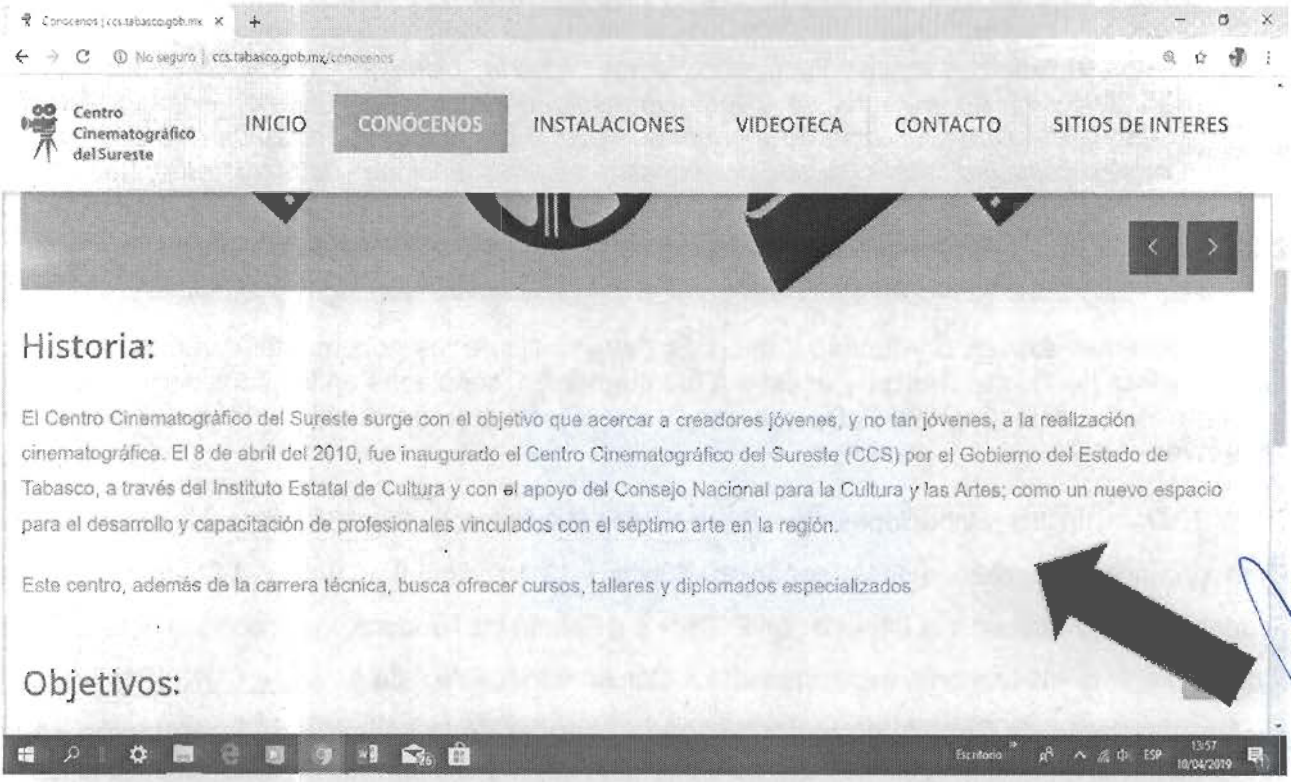 Conocenos | ccs.tabasco.gob.mx
No seguro | ccs.tabasco.gob.mx/conocenos
Centro
Cinematográfico
del Sureste
INICIO CONÓCENOS INSTALACIONES VIDEOTECA CONTACTO SITIOS DE INTERES
Historia:
El Centro Cinematográfico del Sureste surge con el objetivo que acercar a creadores jóvenes, y no tan jóvenes, a la realización
cinematográfica. El 8 de abril del 2010, fue inaugurado el Centro Cinematográfico del Sureste (CCS) por el Gobierno del Estado de
Tabasco, a través del Instituto Estatal de Cultura y con el apoyo del Consejo Nacional para la Cultura y las Artes; como un nuevo espacio
para el desarrollo y capacitación de profesionales vinculados con el séptimo arte en la región.
Este centro, además de la carrera técnica, busca ofrecer cursos, talleres y diplomados especializados
Objetivos:
26
Escritorio
ESP
13:57
10/04/2019